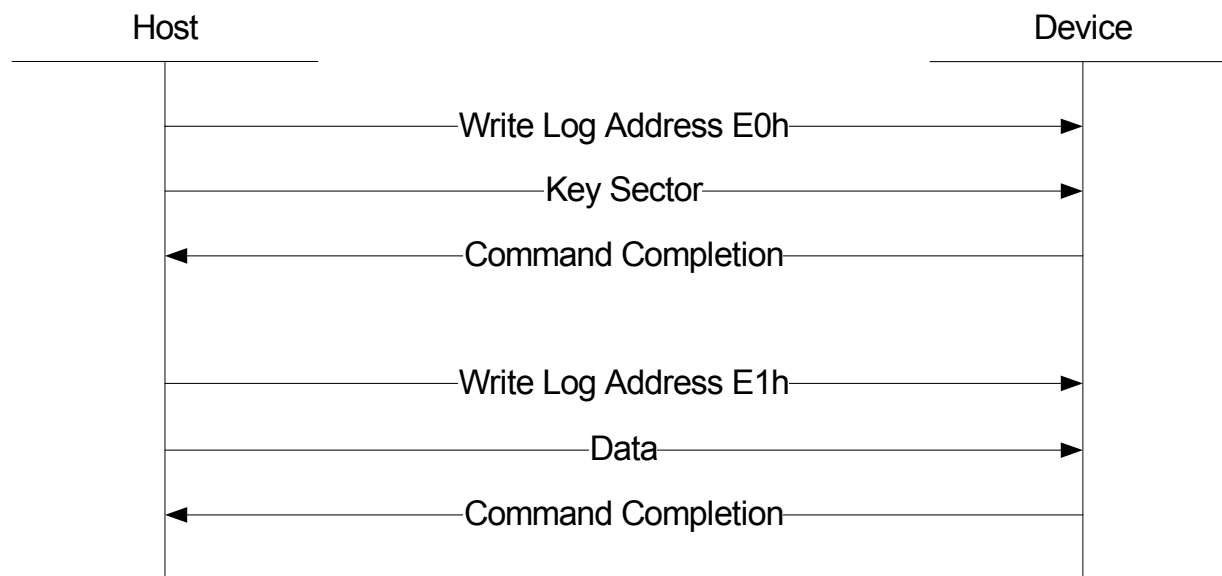 Host
Device
Write Log Address E0h
Key Sector
Command Completion
Write Log Address E1h
Data
Command Completion